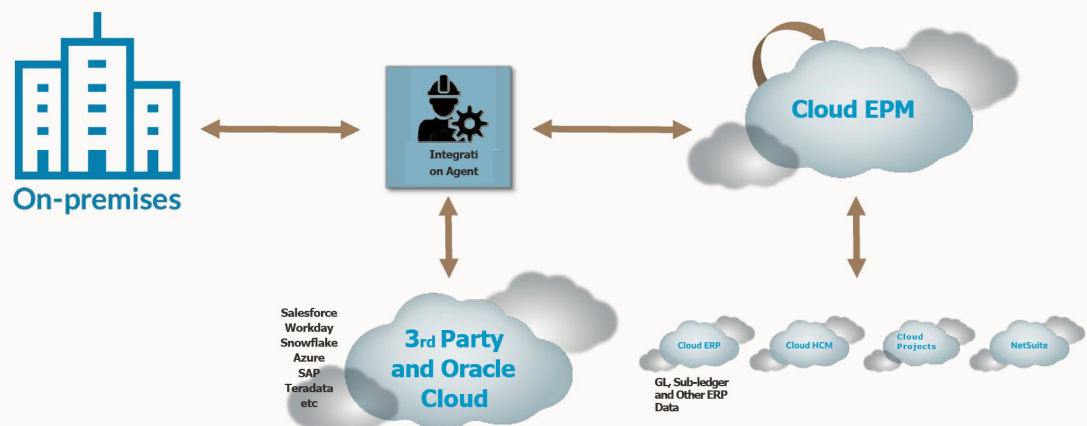 Cloud EPM
Integrati
on Agent
On-premises
Salesforce
Workday
Snowflake
Azure
SAP
Teradata
etc
3rd Party
and Oracle
Cloud
Cloud ERP
Cloud HCM
Cloud
Projects
NetSuite
GL, Sub-ledger
and Other ERP
Data